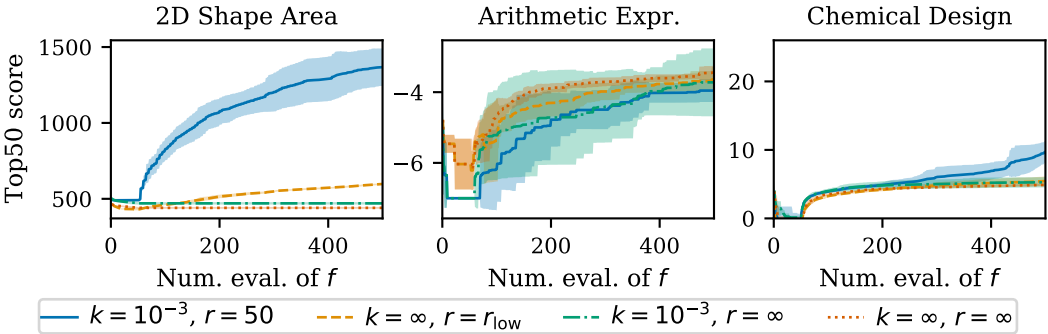 2D Shape Area
Arithmetic Expr.
Chemical Design
Top50 score
1500
1000
500
0
200
400
Num. eval. of f
−4
−6
0
200
400
Num. eval. of f
20
10
0
0
200
400
Num. eval. of f
k = 10⁻³, r = 50
k = ∞, r = r_low
k = 10⁻³, r = ∞
k = ∞, r = ∞